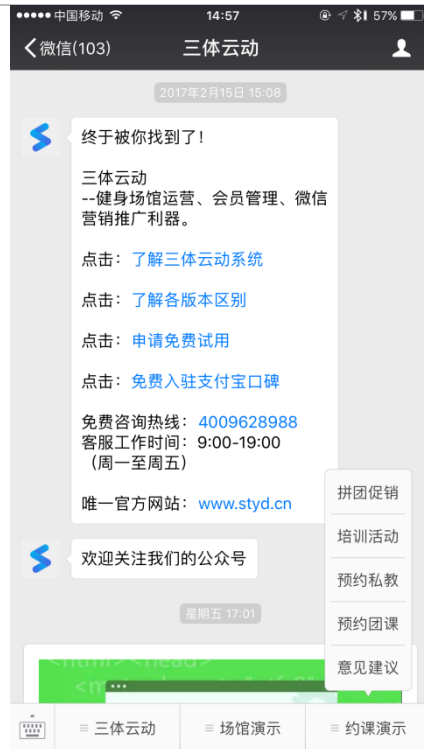 中国移动 14:57 57%
微信(103) 三体云动
2017年2月15日 15:08
终于被你找到了！
三体云动
--健身场馆运营、会员管理、微信
营销推广利器。
点击：了解三体云动系统
点击：了解各版本区别
点击：申请免费试用
点击：免费入驻支付宝口碑
免费咨询热线：4009628988
客服工作时间：9:00-19:00
（周一至周五）
唯一官方网站：www.styd.cn
欢迎关注我们的公众号
星期五 17:01
拼团促销
培训活动
预约私教
预约团课
意见建议
<html> <head>
三体云动 场馆演示 约课演示